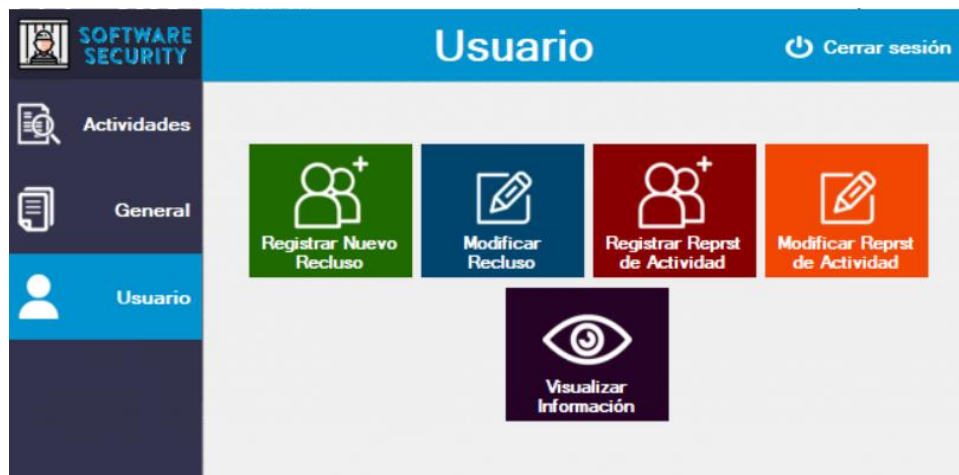 SOFTWARE
SECURITY
Usuario
Cerrar sesión
Actividades
General
Usuario
Registrar Nuevo
Recluso
Modificar
Recluso
Registrar Reprst
de Actividad
Modificar Reprst
de Actividad
Visualizar
Información